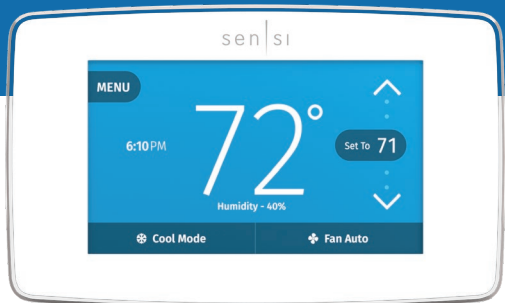 sensi
MENU
72°
6:10PM
Set To 71
Humidity - 40%
Cool Mode
Fan Auto